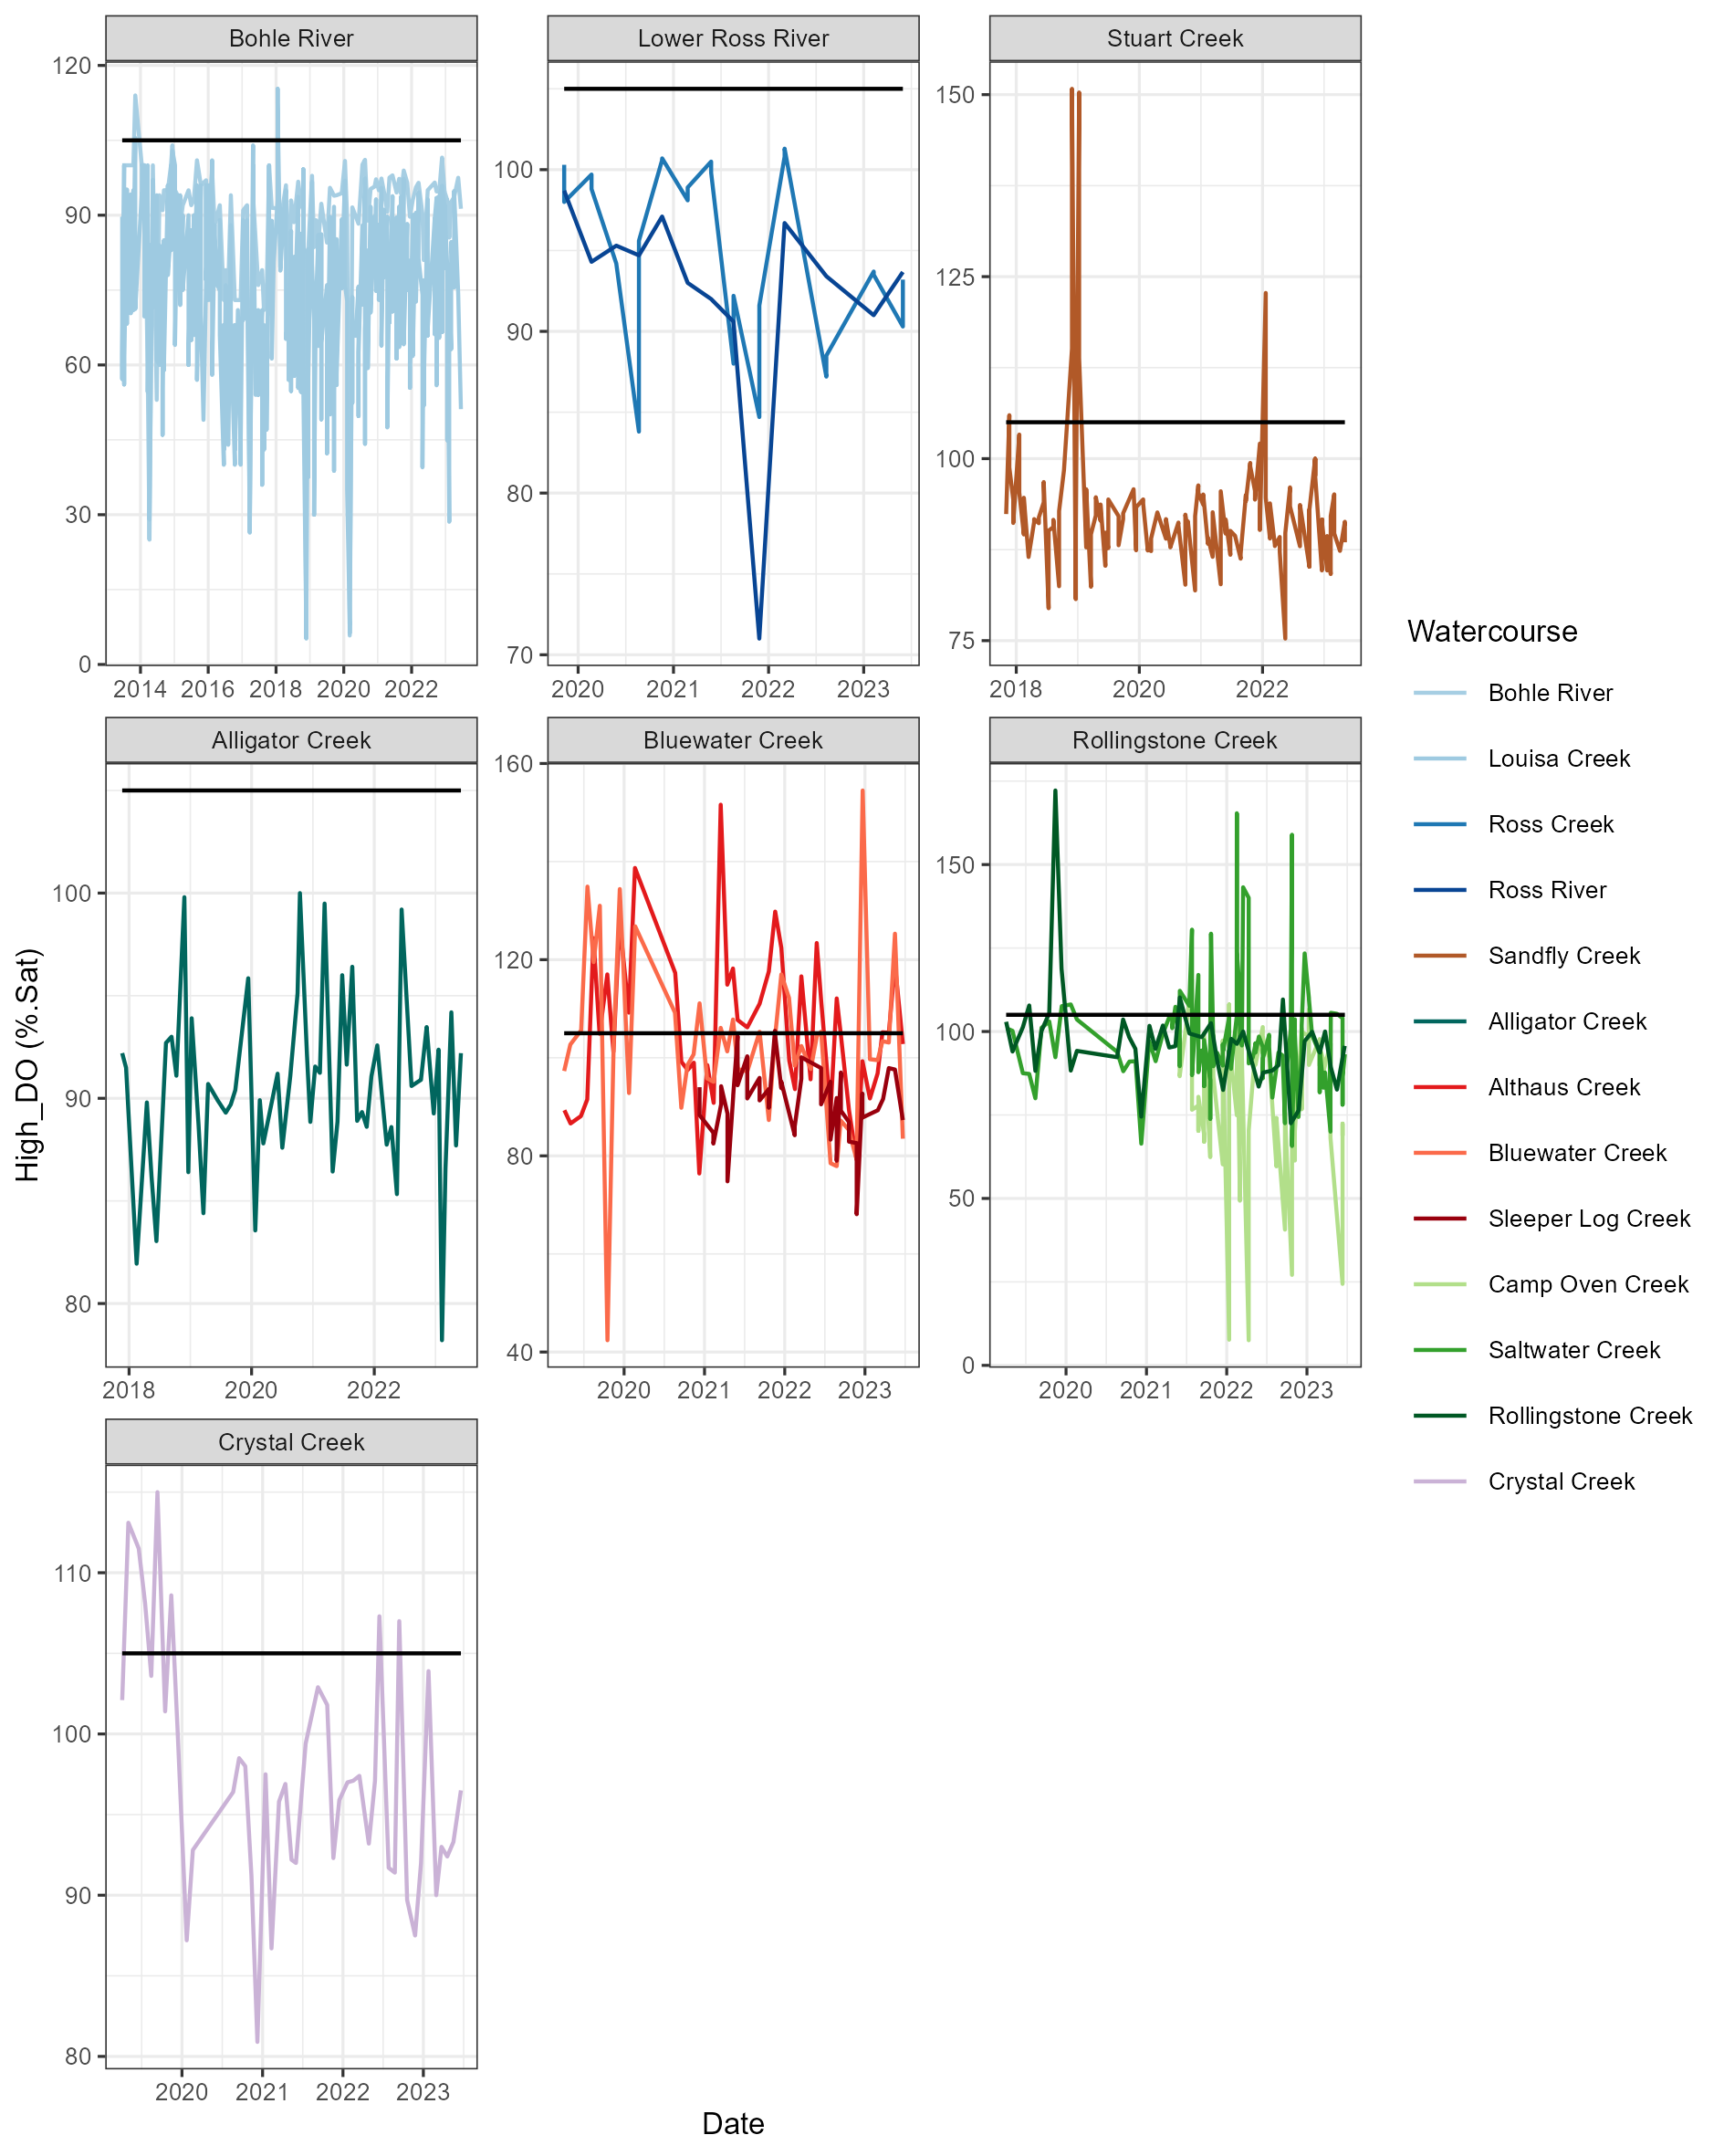 Bohle River
Lower Ross River
Stuart Creek
120
90
60
30
0
2014 2016 2018 2020 2022
100
90
80
70
2020 2021 2022 2023
150
125
100
75
2018 2020 2022
Alligator Creek
Bluewater Creek
Rollingstone Creek
100
90
80
2018 2020 2022
160
120
80
40
2020 2021 2022 2023
150
100
50
0
2020 2021 2022 2023
Crystal Creek
110
100
90
80
2020 2021 2022 2023
High_DO (%.Sat)
Date
Watercourse
Bohle River
Louisa Creek
Ross Creek
Ross River
Sandfly Creek
Alligator Creek
Althaus Creek
Bluewater Creek
Sleeper Log Creek
Camp Oven Creek
Saltwater Creek
Rollingstone Creek
Crystal Creek